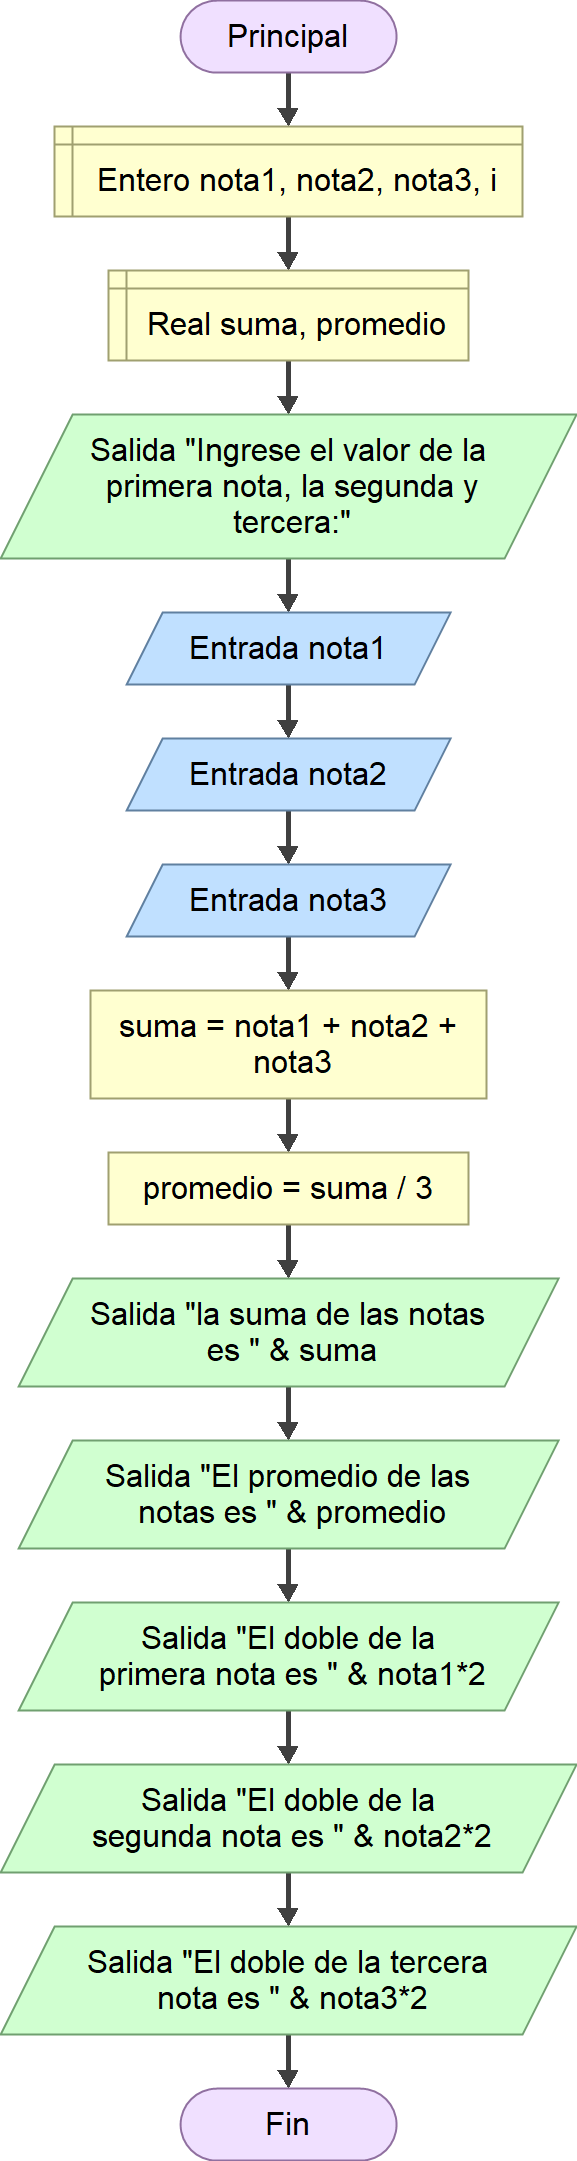 Principal
Entero nota1, nota2, nota3, i
Real suma, promedio
Salida "Ingrese el valor de la
primera nota, la segunda y
tercera:"
Entrada nota1
Entrada nota2
Entrada nota3
suma = nota1 + nota2 +
nota3
promedio = suma / 3
Salida "la suma de las notas
es " & suma
Salida "El promedio de las
notas es " & promedio
Salida "El doble de la
primera nota es " & nota1*2
Salida "El doble de la
segunda nota es " & nota2*2
Salida "El doble de la tercera
nota es " & nota3*2
Fin